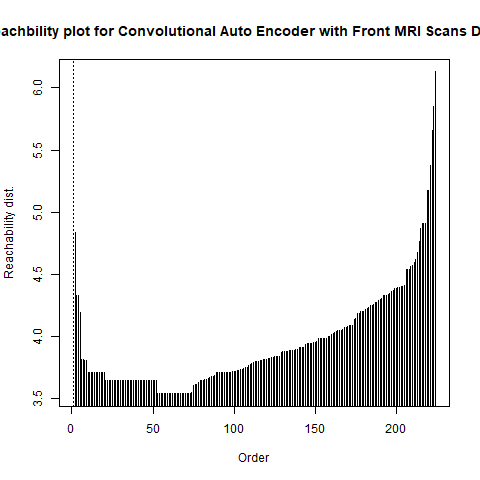 achbility plot for Convolutional Auto Encoder with Front MRI Scans D
6.0
5.5
5.0
4.5
4.0
3.5
Reachability dist.
0 50 100 150 200
Order